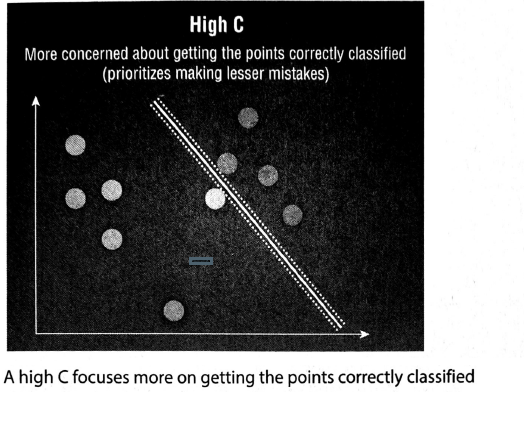 High C
More concerned about getting the points correctly classified
(prioritizes making lesser mistakes)
A high C focuses more on getting the points correctly classified